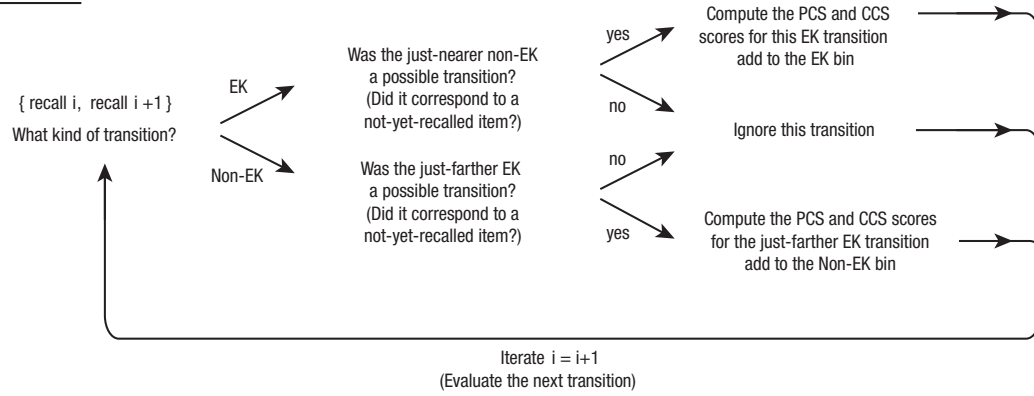 { recall i, recall i +1 }
What kind of transition?
EK
Non-EK
Was the just-nearer non-EK
a possible transition?
(Did it correspond to a
not-yet-recalled item?)
Was the just-farther EK
a possible transition?
(Did it correspond to a
not-yet-recalled item?)
yes
no
no
yes
Compute the PCS and CCS
scores for this EK transition
add to the EK bin
Ignore this transition
Compute the PCS and CCS scores
for the just-farther EK transition
add to the Non-EK bin
Iterate i = i+1
(Evaluate the next transition)